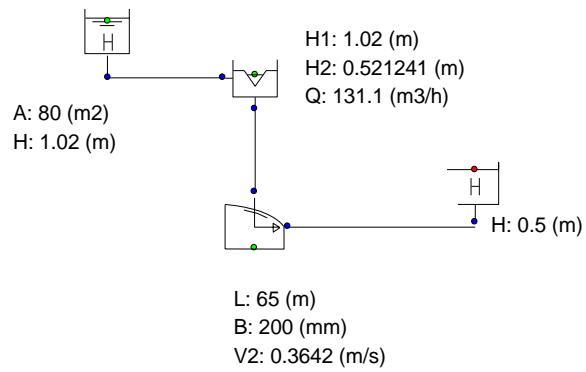 H
H1: 1.02 (m)
H2: 0.521241 (m)
Q: 131.1 (m3/h)
A: 80 (m2)
H: 1.02 (m)
H
H: 0.5 (m)
L: 65 (m)
B: 200 (mm)
V2: 0.3642 (m/s)